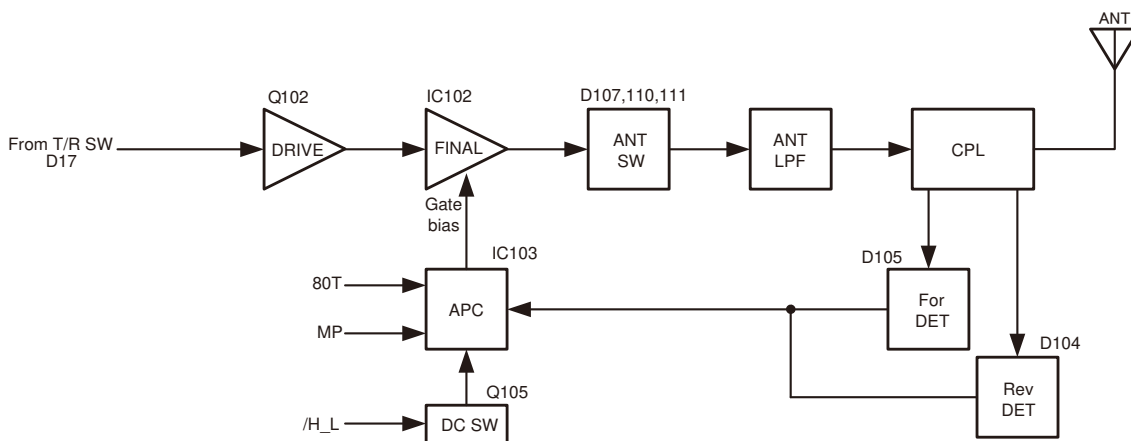 ANT
Q102
IC102
D107,110,111
From T/R SW
D17
DRIVE
FINAL
ANT
SW
ANT
LPF
CPL
Gate
bias
IC103
D105
80T
MP
APC
For
DET
D104
Q105
/H_L
DC SW
Rev
DET